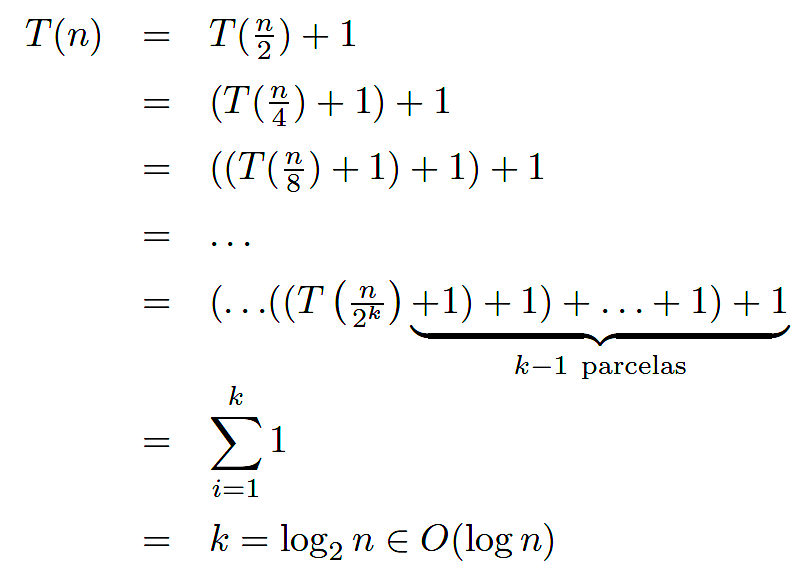 T(n) = T(n/2) + 1
= (T(n/4) + 1) + 1
= ((T(n/8) + 1) + 1) + 1
= ...
= (...((T(n/2^k) +1) + 1) + ... + 1) + 1
k−1 parcelas
= ∑_{i=1}^{k} 1
= k = log₂ n ∈ O(log n)